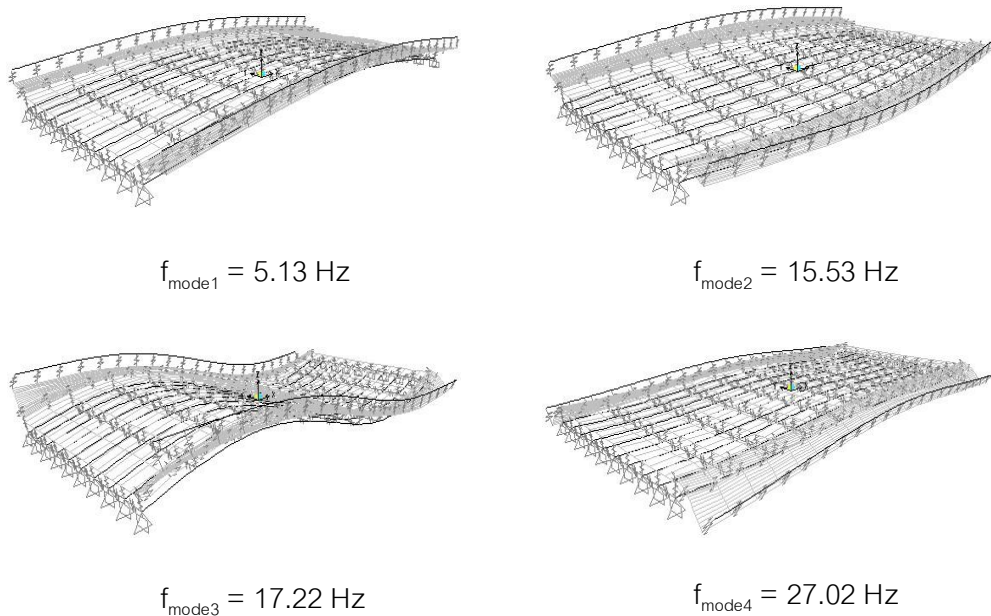 f_mode1 = 5.13 Hz
f_mode2 = 15.53 Hz
f_mode3 = 17.22 Hz
f_mode4 = 27.02 Hz